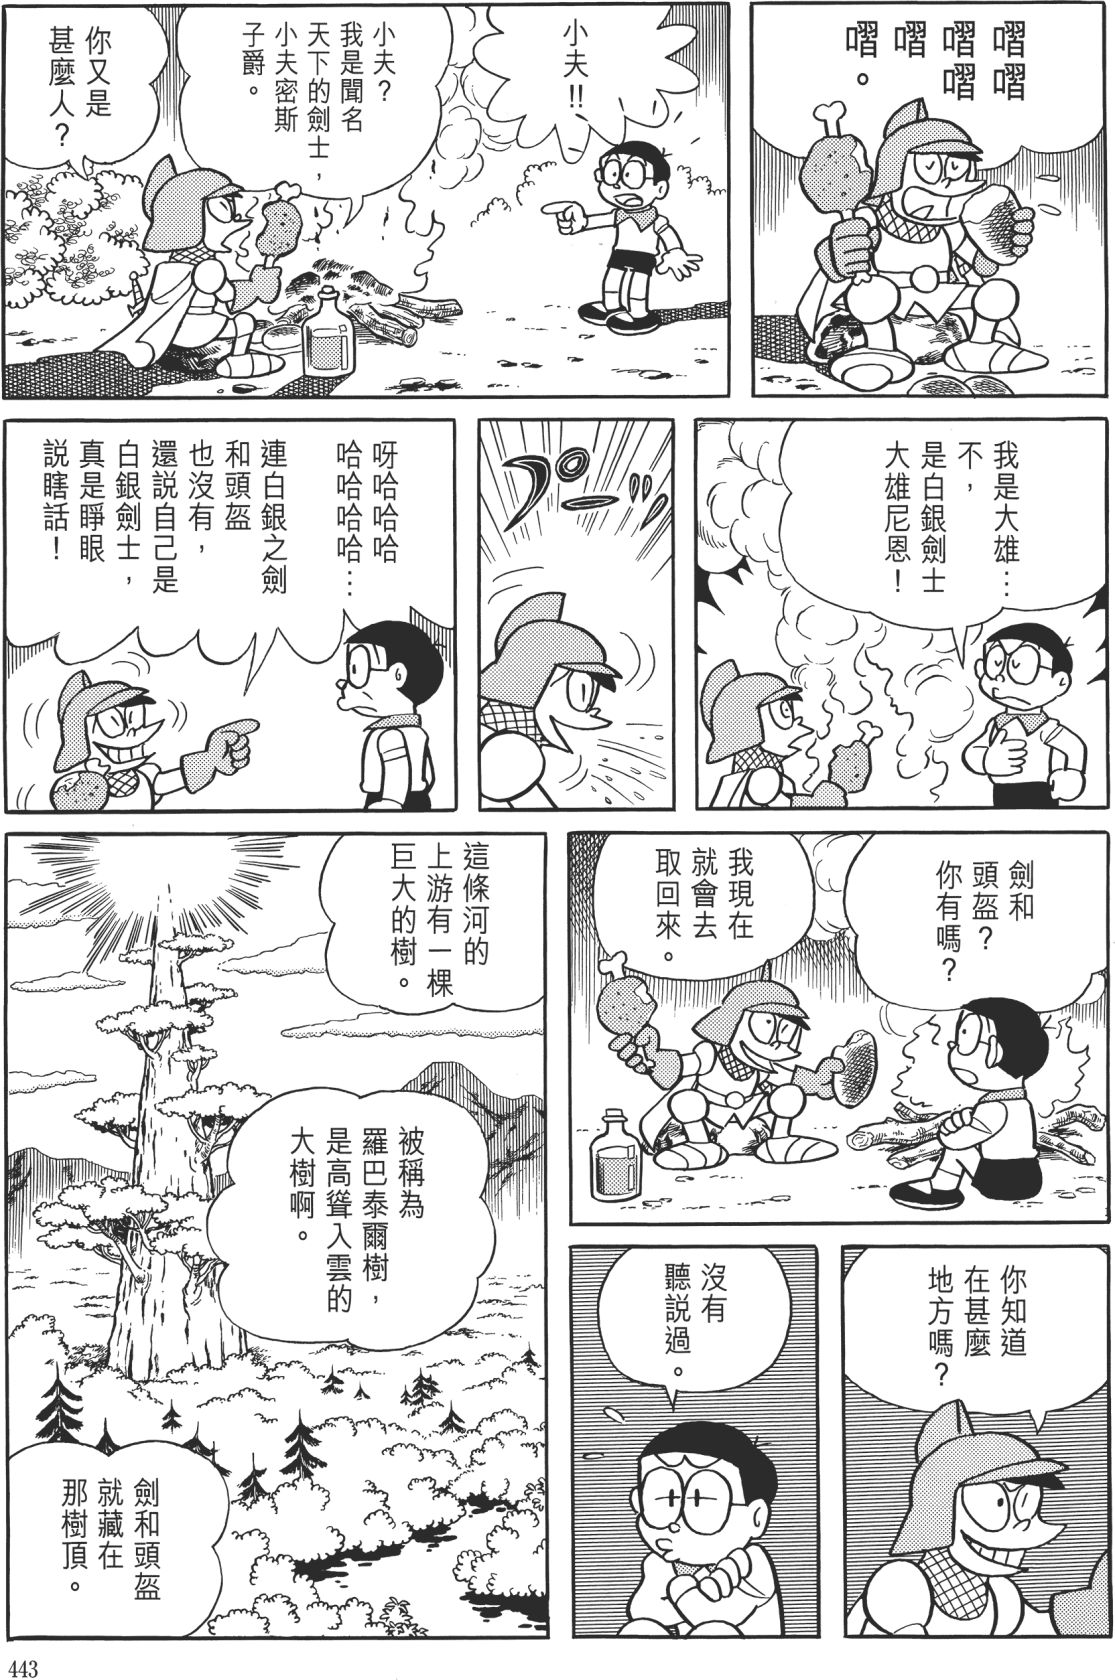 嚼嚼
嚼嚼
嚼
嚼。
小夫!!
小夫？
我是聞名
天下的劍士，
小夫密斯
子爵。
你又是
甚麼人？
我是大雄…
不，
是白銀劍士
大雄尼恩！
プーッ
呀哈哈哈
哈哈哈哈…
連白銀之劍
和頭盔
也沒有，
還說自己是
白銀劍士，
真是睜眼
說瞎話！
劍和
頭盔？
你有嗎？
我現在
就會去
取回來。
你知道
在甚麼
地方嗎？
沒有
聽說過。
這條河的
上游有一棵
巨大的樹。
被稱為
羅巴泰爾樹，
是高聳入雲的
大樹啊。
劍和頭盔
就藏在
那樹頂。
443